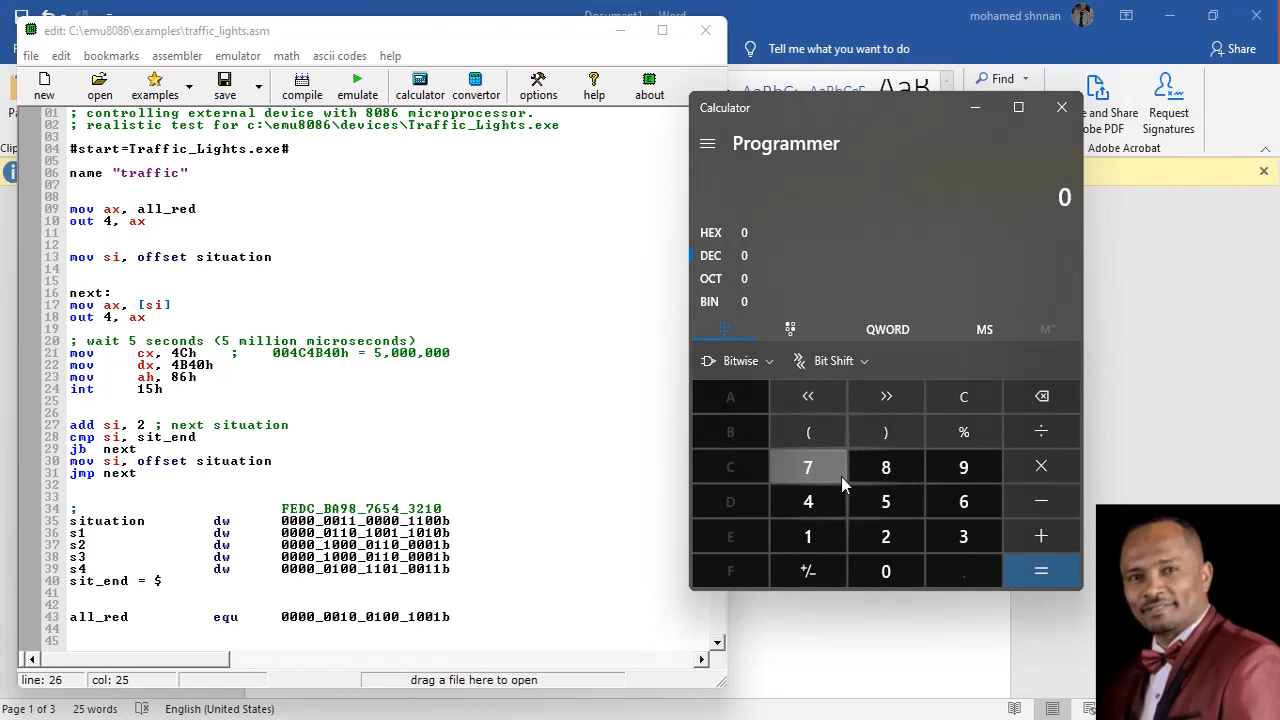 Document1 - Word
mohamed shnnan
edit: C:\emu8086\examples\traffic_lights.asm
file edit bookmarks assembler emulator math ascii codes help
Tell me what you want to do
Share
new open examples save compile emulate calculator convertor options help about
Find
Create and Share
Adobe PDF
Request
Signatures
Adobe Acrobat
01 ; controlling external device with 8086 microprocessor.
02 ; realistic test for c:\emu8086\devices\Traffic_Lights.exe
03
04 #start=Traffic_Lights.exe#
05
06 name "traffic"
07
08
09 mov ax, all_red
10 out 4, ax
11
12
13 mov si, offset situation
14
15
16 next:
17 mov ax, [si]
18 out 4, ax
19
20 ; wait 5 seconds (5 million microseconds)
21 mov cx, 4Ch ; 004C4B40h = 5,000,000
22 mov dx, 4B40h
23 mov ah, 86h
24 int 15h
25
26
27 add si, 2 ; next situation
28 cmp si, sit_end
29 jb next
30 mov si, offset situation
31 jmp next
32
33
34 ; FEDC_BA98_7654_3210
35 situation dw 0000_0011_0000_1100b
36 s1 dw 0000_0110_1001_1010b
37 s2 dw 0000_1000_0110_0001b
38 s3 dw 0000_1000_0110_0001b
39 s4 dw 0000_0100_1101_0011b
40 sit_end = $
41
42
43 all_red equ 0000_0010_0100_1001b
44
45
line: 26 col: 25 drag a file here to open
Calculator
Programmer
0
HEX 0
DEC 0
OCT 0
BIN 0
QWORD MS M
Bitwise Bit Shift
A << >> C
B ( ) % ÷
C 7 8 9 ×
D 4 5 6 −
E 1 2 3 +
F +/− 0 . =
Page 1 of 3 25 words English (United States)